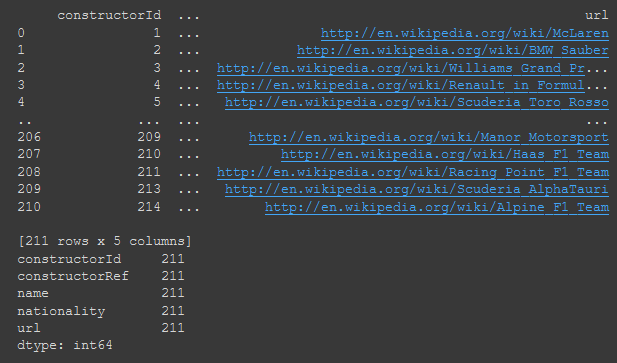 constructorId ... url
0 1 ... http://en.wikipedia.org/wiki/McLaren
1 2 ... http://en.wikipedia.org/wiki/BMW_Sauber
2 3 ... http://en.wikipedia.org/wiki/Williams_Grand_Pr...
3 4 ... http://en.wikipedia.org/wiki/Renault_in_Formul...
4 5 ... http://en.wikipedia.org/wiki/Scuderia_Toro_Rosso
.. ... ... ...
206 209 ... http://en.wikipedia.org/wiki/Manor_Motorsport
207 210 ... http://en.wikipedia.org/wiki/Haas_F1_Team
208 211 ... http://en.wikipedia.org/wiki/Racing_Point_F1_Team
209 213 ... http://en.wikipedia.org/wiki/Scuderia_AlphaTauri
210 214 ... http://en.wikipedia.org/wiki/Alpine_F1_Team
[211 rows x 5 columns]
constructorId 211
constructorRef 211
name 211
nationality 211
url 211
dtype: int64